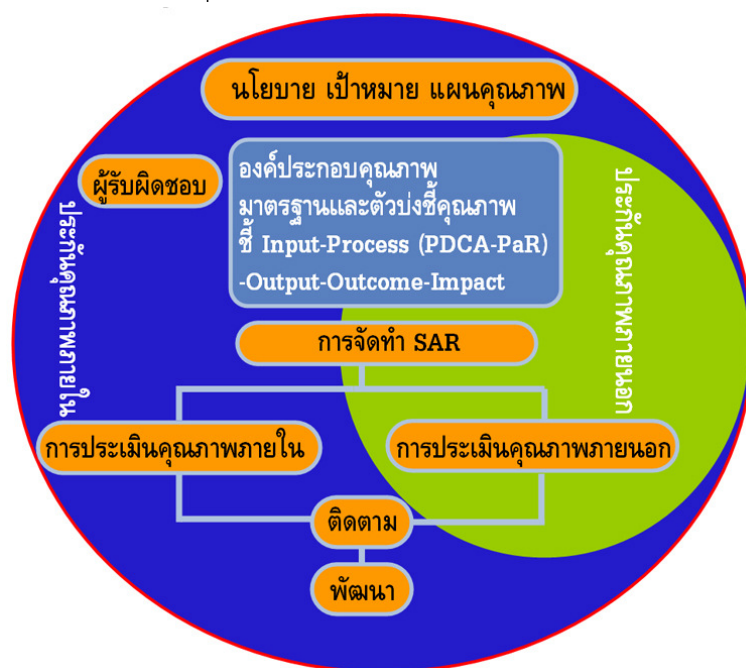 นโยบาย เป้าหมาย แผนคุณภาพ
ผู้รับผิดชอบ
องค์ประกอบคุณภาพ
มาตรฐานและตัวบ่งชี้คุณภาพ
ชี้ Input-Process (PDCA-PaR)
-Output-Outcome-Impact
ประกันคุณภาพภายใน
ประกันคุณภาพภายนอก
การจัดทำ SAR
การประเมินคุณภาพภายใน
การประเมินคุณภาพภายนอก
ติดตาม
พัฒนา